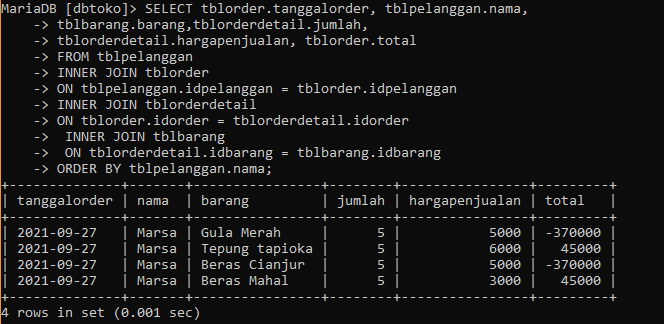 MariaDB [dbtoko]> SELECT tblorder.tanggalorder, tblpelanggan.nama,
    -> tblbarang.barang,tblorderdetail.jumlah,
    -> tblorderdetail.hargapenjualan, tblorder.total
    -> FROM tblpelanggan
    -> INNER JOIN tblorder
    -> ON tblpelanggan.idpelanggan = tblorder.idpelanggan
    -> INNER JOIN tblorderdetail
    -> ON tblorder.idorder = tblorderdetail.idorder
    ->  INNER JOIN tblbarang
    ->  ON tblorderdetail.idbarang = tblbarang.idbarang
    -> ORDER BY tblpelanggan.nama;
+--------------+-------+----------------+--------+----------------+---------+
| tanggalorder | nama  | barang         | jumlah | hargapenjualan | total   |
+--------------+-------+----------------+--------+----------------+---------+
| 2021-09-27   | Marsa | Gula Merah     |      5 |           5000 | -370000 |
| 2021-09-27   | Marsa | Tepung tapioka |      5 |           6000 |   45000 |
| 2021-09-27   | Marsa | Beras Cianjur  |      5 |           5000 | -370000 |
| 2021-09-27   | Marsa | Beras Mahal    |      5 |           3000 |   45000 |
+--------------+-------+----------------+--------+----------------+---------+
4 rows in set (0.001 sec)